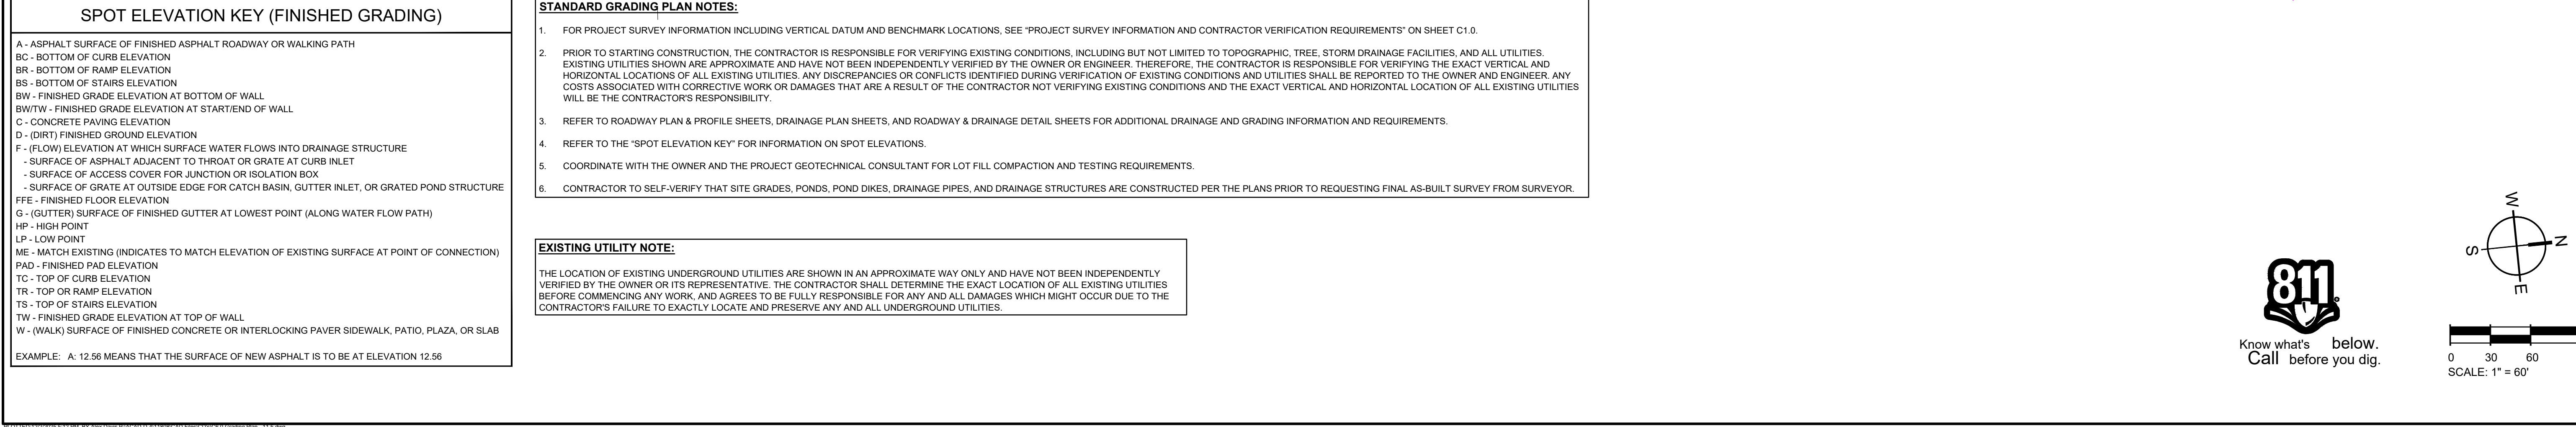 SPOT ELEVATION KEY (FINISHED GRADING)
A - ASPHALT SURFACE OF FINISHED ASPHALT ROADWAY OR WALKING PATH
BC - BOTTOM OF CURB ELEVATION
BR - BOTTOM OF RAMP ELEVATION
BS - BOTTOM OF STAIRS ELEVATION
BW - FINISHED GRADE ELEVATION AT BOTTOM OF WALL
BW/TW - FINISHED GRADE ELEVATION AT START/END OF WALL
C - CONCRETE PAVING ELEVATION
D - (DIRT) FINISHED GROUND ELEVATION
F - (FLOW) ELEVATION AT WHICH SURFACE WATER FLOWS INTO DRAINAGE STRUCTURE
- SURFACE OF ASPHALT ADJACENT TO THROAT OR GRATE AT CURB INLET
- SURFACE OF ACCESS COVER FOR JUNCTION OR ISOLATION BOX
- SURFACE OF GRATE AT OUTSIDE EDGE FOR CATCH BASIN, GUTTER INLET, OR GRATED POND STRUCTURE
FFE - FINISHED FLOOR ELEVATION
G - (GUTTER) SURFACE OF FINISHED GUTTER AT LOWEST POINT (ALONG WATER FLOW PATH)
HP - HIGH POINT
LP - LOW POINT
ME - MATCH EXISTING (INDICATES TO MATCH ELEVATION OF EXISTING SURFACE AT POINT OF CONNECTION)
PAD - FINISHED PAD ELEVATION
TC - TOP OF CURB ELEVATION
TR - TOP OR RAMP ELEVATION
TS - TOP OF STAIRS ELEVATION
TW - FINISHED GRADE ELEVATION AT TOP OF WALL
W - (WALK) SURFACE OF FINISHED CONCRETE OR INTERLOCKING PAVER SIDEWALK, PATIO, PLAZA, OR SLAB
EXAMPLE: A: 12.56 MEANS THAT THE SURFACE OF NEW ASPHALT IS TO BE AT ELEVATION 12.56
STANDARD GRADING PLAN NOTES:
1. FOR PROJECT SURVEY INFORMATION INCLUDING VERTICAL DATUM AND BENCHMARK LOCATIONS, SEE "PROJECT SURVEY INFORMATION AND CONTRACTOR VERIFICATION REQUIREMENTS" ON SHEET C1.0.
2. PRIOR TO STARTING CONSTRUCTION, THE CONTRACTOR IS RESPONSIBLE FOR VERIFYING EXISTING CONDITIONS, INCLUDING BUT NOT LIMITED TO TOPOGRAPHIC, TREE, STORM DRAINAGE FACILITIES, AND ALL UTILITIES.
EXISTING UTILITIES SHOWN ARE APPROXIMATE AND HAVE NOT BEEN INDEPENDENTLY VERIFIED BY THE OWNER OR ENGINEER. THEREFORE, THE CONTRACTOR IS RESPONSIBLE FOR VERIFYING THE EXACT VERTICAL AND
HORIZONTAL LOCATIONS OF ALL EXISTING UTILITIES. ANY DISCREPANCIES OR CONFLICTS IDENTIFIED DURING VERIFICATION OF EXISTING CONDITIONS AND UTILITIES SHALL BE REPORTED TO THE OWNER AND ENGINEER. ANY
COSTS ASSOCIATED WITH CORRECTIVE WORK OR DAMAGES THAT ARE A RESULT OF THE CONTRACTOR NOT VERIFYING EXISTING CONDITIONS AND THE EXACT VERTICAL AND HORIZONTAL LOCATION OF ALL EXISTING UTILITIES
WILL BE THE CONTRACTOR'S RESPONSIBILITY.
3. REFER TO ROADWAY PLAN & PROFILE SHEETS, DRAINAGE PLAN SHEETS, AND ROADWAY & DRAINAGE DETAIL SHEETS FOR ADDITIONAL DRAINAGE AND GRADING INFORMATION AND REQUIREMENTS.
4. REFER TO THE "SPOT ELEVATION KEY" FOR INFORMATION ON SPOT ELEVATIONS.
5. COORDINATE WITH THE OWNER AND THE PROJECT GEOTECHNICAL CONSULTANT FOR LOT FILL COMPACTION AND TESTING REQUIREMENTS.
6. CONTRACTOR TO SELF-VERIFY THAT SITE GRADES, PONDS, POND DIKES, DRAINAGE PIPES, AND DRAINAGE STRUCTURES ARE CONSTRUCTED PER THE PLANS PRIOR TO REQUESTING FINAL AS-BUILT SURVEY FROM SURVEYOR.
EXISTING UTILITY NOTE:
THE LOCATION OF EXISTING UNDERGROUND UTILITIES ARE SHOWN IN AN APPROXIMATE WAY ONLY AND HAVE NOT BEEN INDEPENDENTLY
VERIFIED BY THE OWNER OR ITS REPRESENTATIVE. THE CONTRACTOR SHALL DETERMINE THE EXACT LOCATION OF ALL EXISTING UTILITIES
BEFORE COMMENCING ANY WORK, AND AGREES TO BE FULLY RESPONSIBLE FOR ANY AND ALL DAMAGES WHICH MIGHT OCCUR DUE TO THE
CONTRACTOR'S FAILURE TO EXACTLY LOCATE AND PRESERVE ANY AND ALL UNDERGROUND UTILITIES.
811
Know what's below.
Call before you dig.
W
N
S
E
0 30 60
SCALE: 1" = 60'